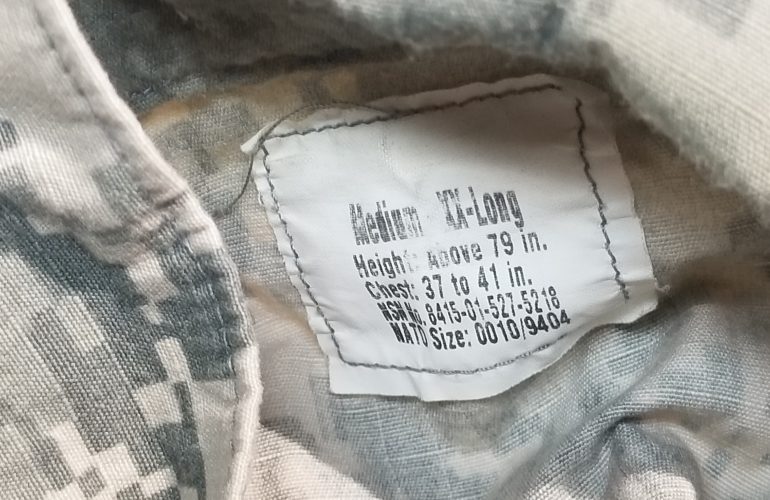 Medium XX-Long
Height: Above 79 in.
Chest: 37 to 41 in.
NSN No. 8415-01-527-5218
NATO Size: 0010/9404